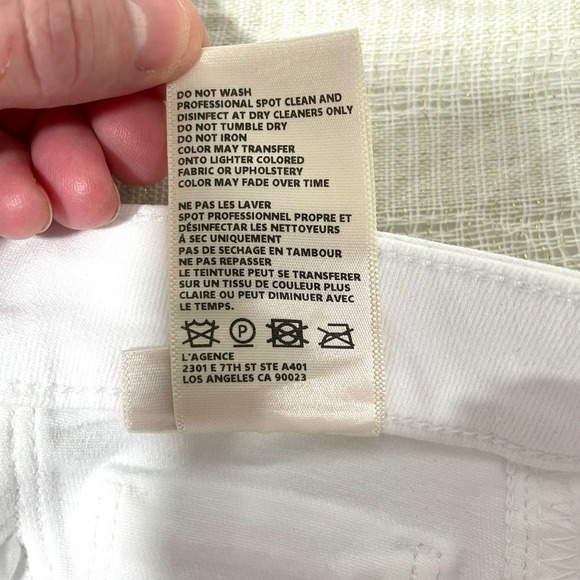 DO NOT WASH
PROFESSIONAL SPOT CLEAN AND
DISINFECT AT DRY CLEANERS ONLY
DO NOT TUMBLE DRY
DO NOT IRON
COLOR MAY TRANSFER
ONTO LIGHTER COLORED
FABRIC OR UPHOLSTERY
COLOR MAY FADE OVER TIME
NE PAS LES LAVER
SPOT PROFESSIONNEL PROPRE ET
DÉSINFECTAR LES NETTOYEURS
À SEC UNIQUEMENT
PAS DE SECHAGE EN TAMBOUR
NE PAS REPASSER
LE TEINTURE PEUT SE TRANSFERER
SUR UN TISSU DE COULEUR PLUS
CLAIRE OU PEUT DIMINUER AVEC
LE TEMPS.
P
L'AGENCE
2301 E 7TH ST STE A401
LOS ANGELES CA 90023